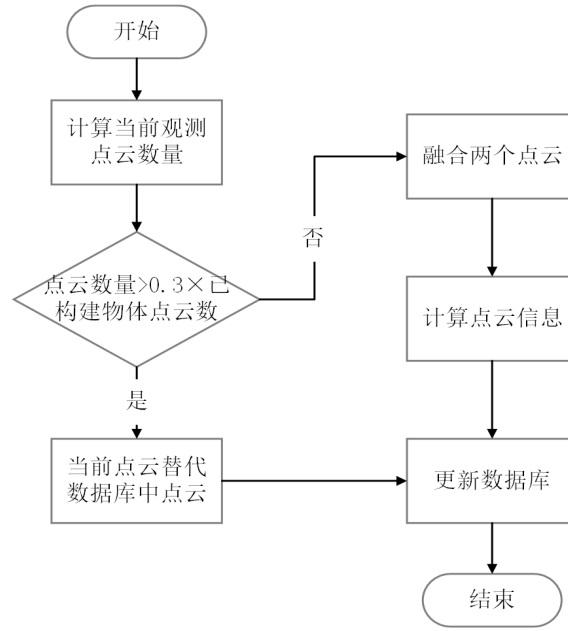 开始
计算当前观测
点云数量
点云数量>0.3×已
构建物体点云数
是
当前点云替代
数据库中点云
否
融合两个点云
计算点云信息
更新数据库
结束